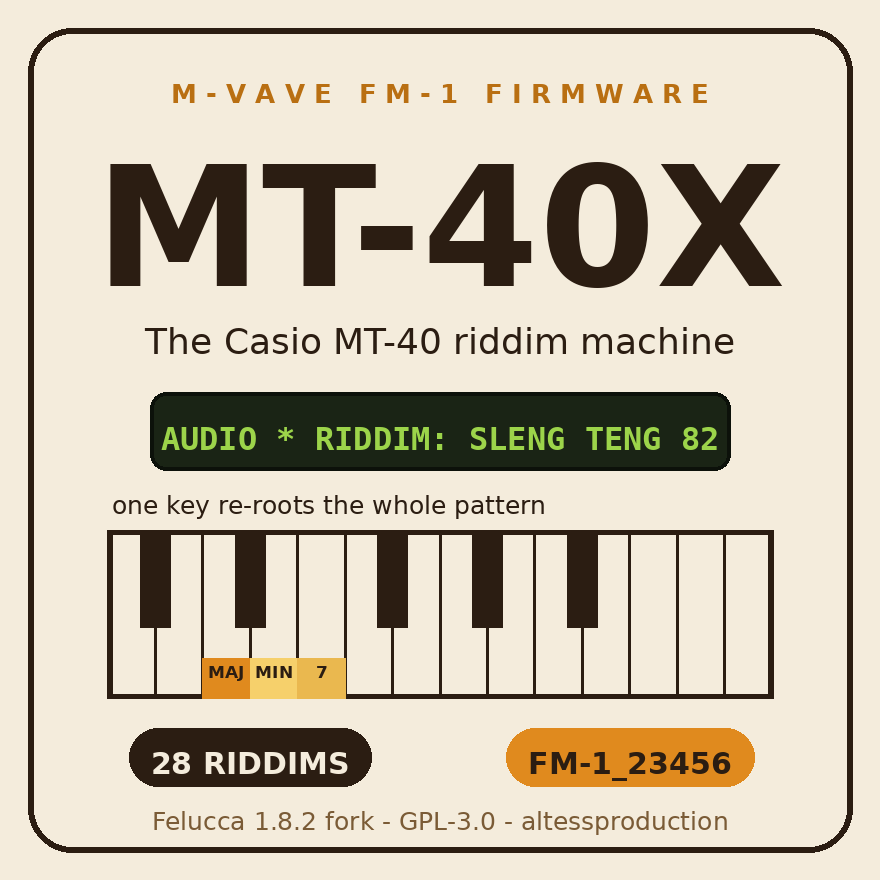 M-VAVE FM-1 FIRMWARE
MT-40X
The Casio MT-40 riddim machine
AUDIO * RIDDIM: SLENG TENG 82
one key re-roots the whole pattern
MAJ MIN 7
28 RIDDIMS FM-1_23456
Felucca 1.8.2 fork - GPL-3.0 - altessproduction